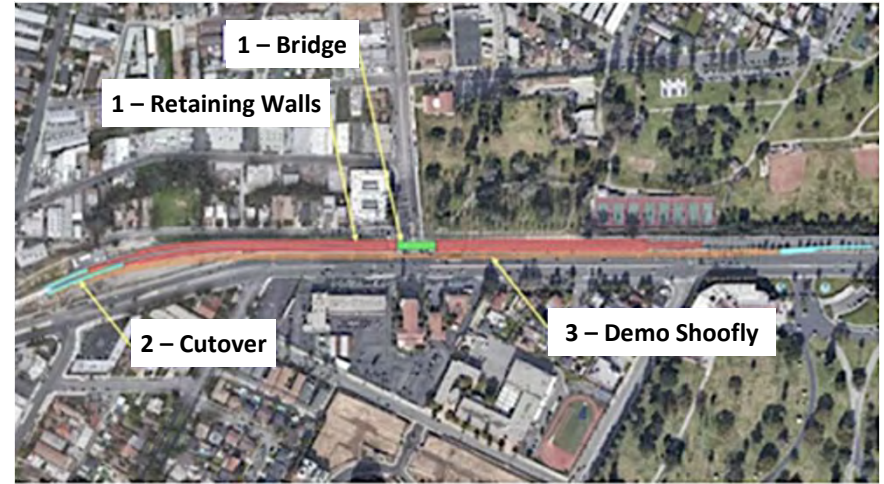 1 – Bridge
1 – Retaining Walls
2 – Cutover
3 – Demo Shoofly